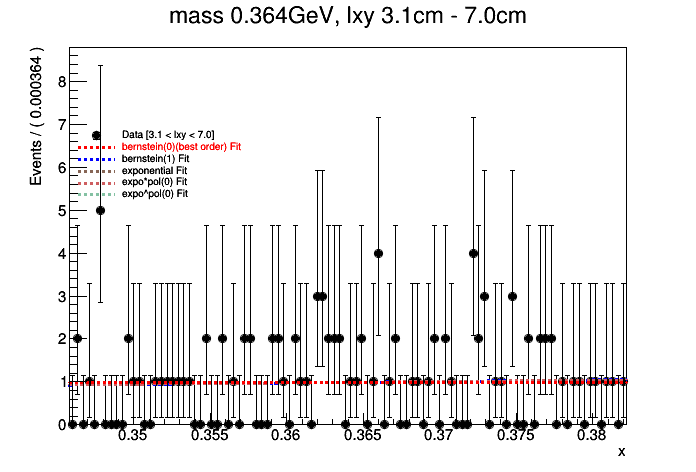 mass 0.364GeV, lxy 3.1cm - 7.0cm
Events / ( 0.000364 )
8
7
6
5
4
3
2
1
0
Data [3.1 < lxy < 7.0]
bernstein(0)(best order) Fit
bernstein(1) Fit
exponential Fit
expo*pol(0) Fit
expo^pol(0) Fit
0.35 0.355 0.36 0.365 0.37 0.375 0.38
x